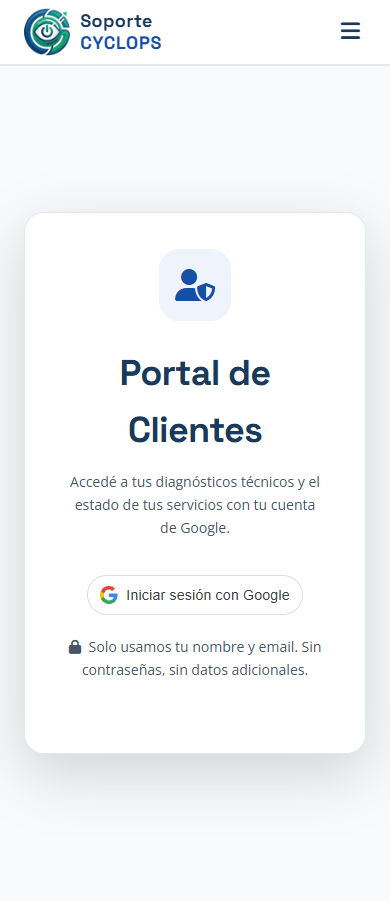 Soporte
CYCLOPS
Portal de
Clientes
Accedé a tus diagnósticos técnicos y el
estado de tus servicios con tu cuenta
de Google.
Iniciar sesión con Google
Solo usamos tu nombre y email. Sin
contraseñas, sin datos adicionales.